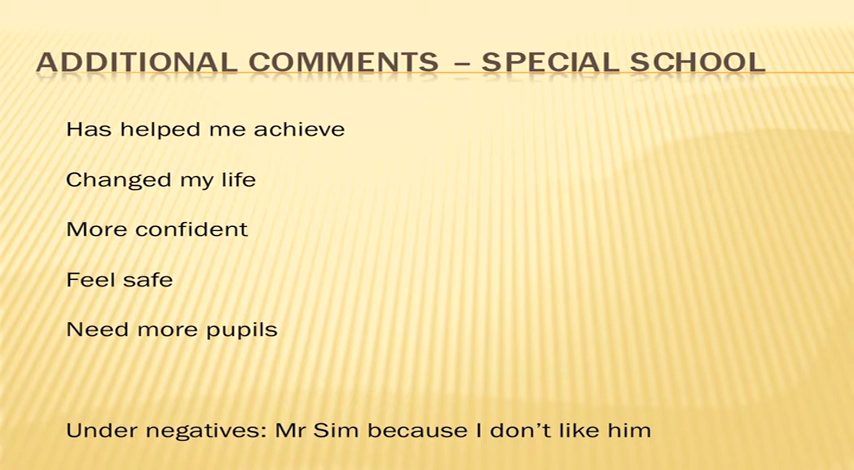 ADDITIONAL COMMENTS – SPECIAL SCHOOL
Has helped me achieve
Changed my life
More confident
Feel safe
Need more pupils
Under negatives: Mr Sim because I don’t like him